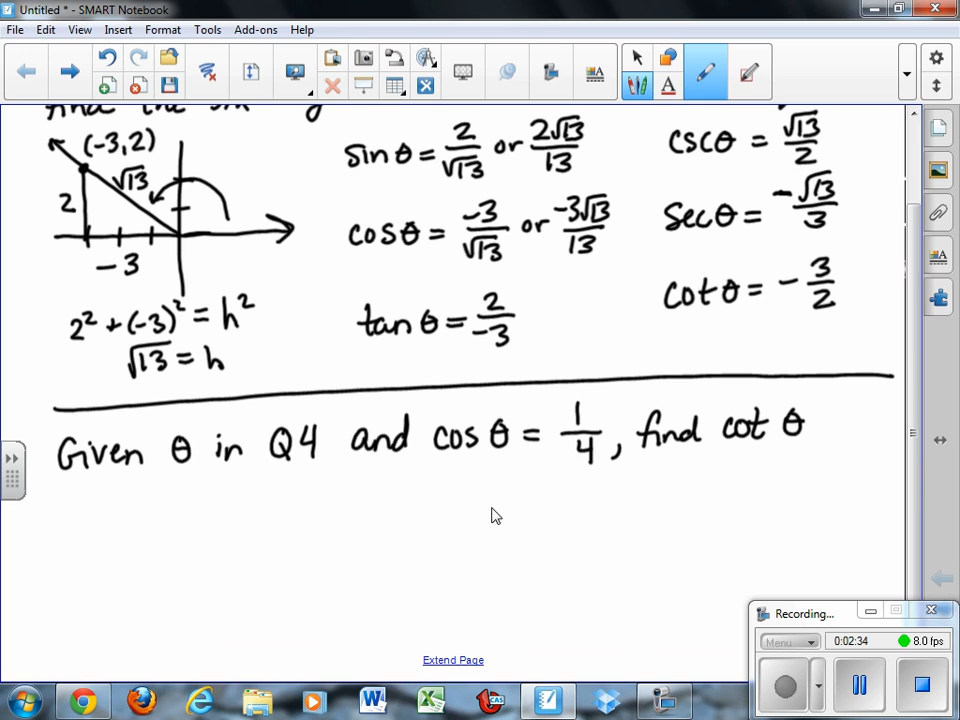 Untitled * - SMART Notebook
File Edit View Insert Format Tools Add-ons Help
find the
(-3,2)
√13
2
-3
2² + (-3)² = h²
√13 = h
sin θ = 2/√13 or 2√13/13
cos θ = -3/√13 or -3√13/13
tan θ = 2/-3
csc θ = √13/2
sec θ = -√13/3
cot θ = - 3/2
Given θ in Q4 and cos θ = 1/4, find cot θ
Extend Page
Recording...
Menu
0:02:34
8.0 fps
CAS